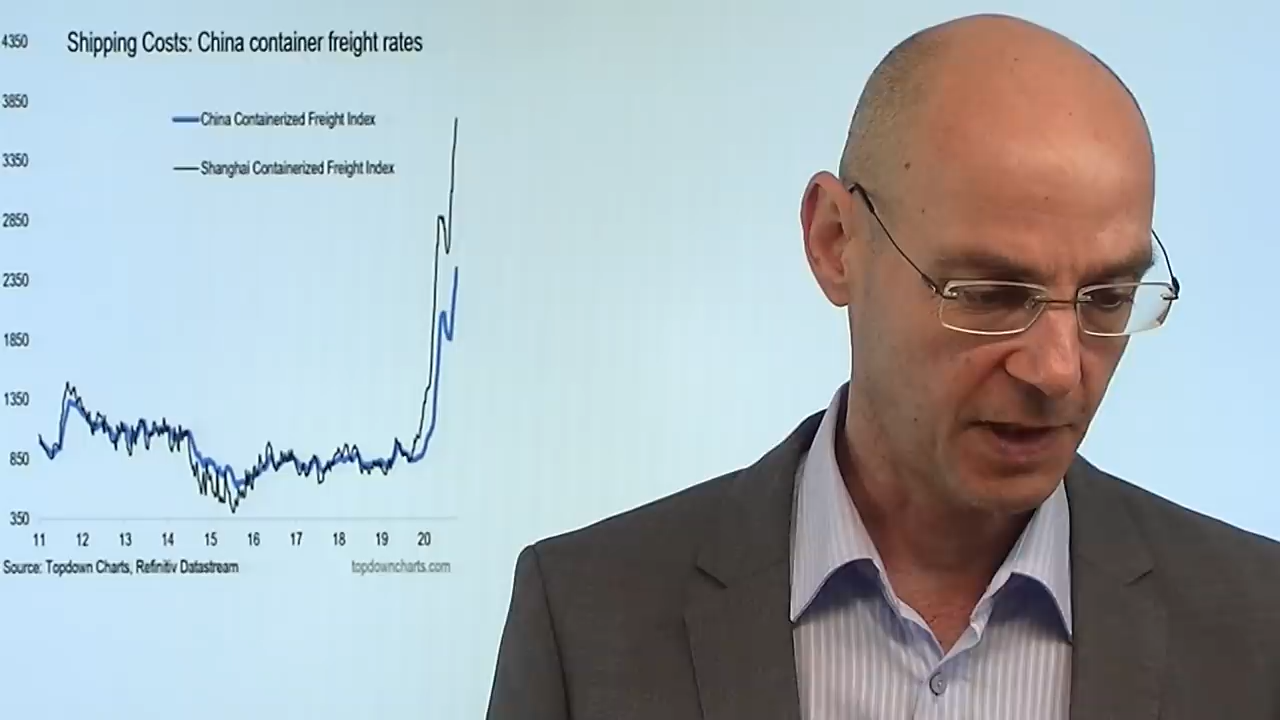 Shipping Costs: China container freight rates
4350
3850
China Containerized Freight Index
3350
Shanghai Containerized Freight Index
2850
2350
1850
1350
850
350
11 12 13 14 15 16 17 18 19 20
Source: Topdown Charts, Refinitiv Datastream
topdowncharts.com